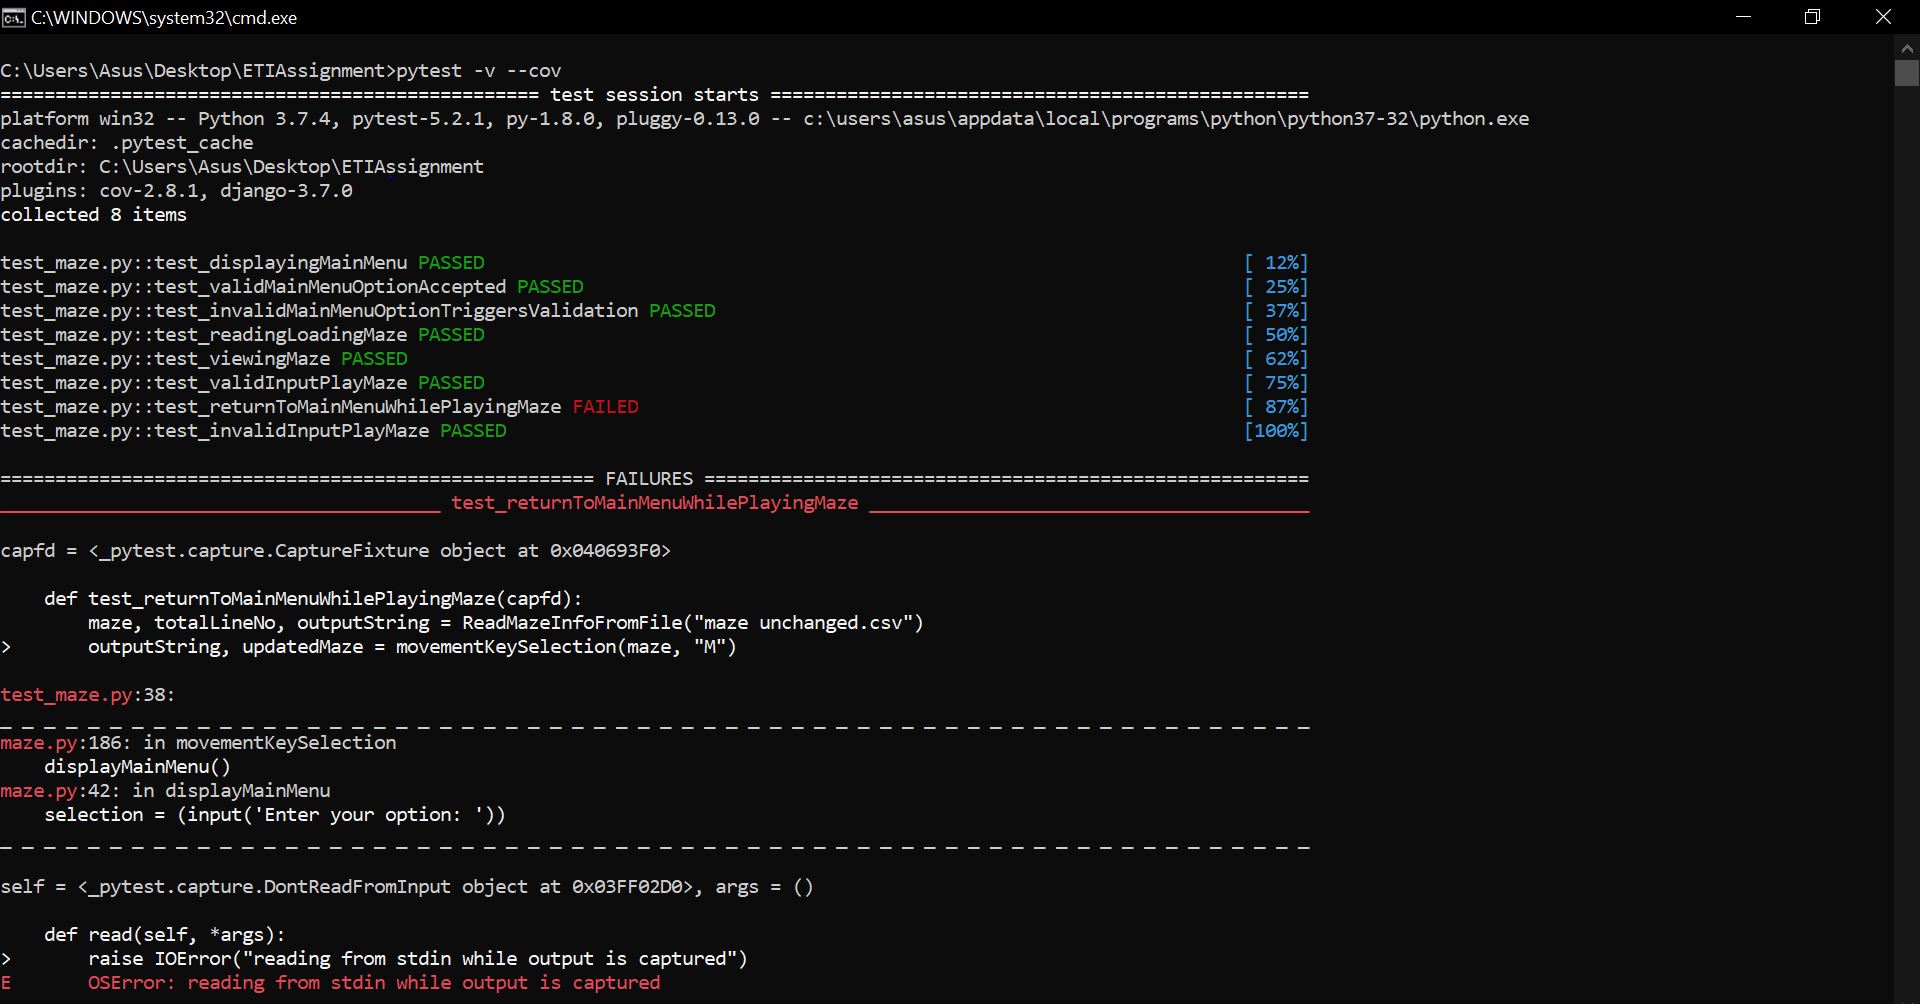 C:\WINDOWS\system32\cmd.exe
C:\Users\Asus\Desktop\ETIAssignment>pytest -v --cov
================================================= test session starts =================================================
platform win32 -- Python 3.7.4, pytest-5.2.1, py-1.8.0, pluggy-0.13.0 -- c:\users\asus\appdata\local\programs\python\python37-32\python.exe
cachedir: .pytest_cache
rootdir: C:\Users\Asus\Desktop\ETIAssignment
plugins: cov-2.8.1, django-3.7.0
collected 8 items
test_maze.py::test_displayingMainMenu PASSED [ 12%]
test_maze.py::test_validMainMenuOptionAccepted PASSED [ 25%]
test_maze.py::test_invalidMainMenuOptionTriggersValidation PASSED [ 37%]
test_maze.py::test_readingLoadingMaze PASSED [ 50%]
test_maze.py::test_viewingMaze PASSED [ 62%]
test_maze.py::test_validInputPlayMaze PASSED [ 75%]
test_maze.py::test_returnToMainMenuWhilePlayingMaze FAILED [ 87%]
test_maze.py::test_invalidInputPlayMaze PASSED [100%]
====================================================== FAILURES =======================================================
________________________________________ test_returnToMainMenuWhilePlayingMaze ________________________________________
capfd = <_pytest.capture.CaptureFixture object at 0x040693F0>
    def test_returnToMainMenuWhilePlayingMaze(capfd):
        maze, totalLineNo, outputString = ReadMazeInfoFromFile("maze unchanged.csv")
>       outputString, updatedMaze = movementKeySelection(maze, "M")
test_maze.py:38:
_ _ _ _ _ _ _ _ _ _ _ _ _ _ _ _ _ _ _ _ _ _ _ _ _ _ _ _ _ _ _ _ _ _ _ _ _ _ _ _ _ _ _ _ _ _ _ _ _ _ _ _ _ _ _ _ _ _ _ _
maze.py:186: in movementKeySelection
    displayMainMenu()
maze.py:42: in displayMainMenu
    selection = (input('Enter your option: '))
_ _ _ _ _ _ _ _ _ _ _ _ _ _ _ _ _ _ _ _ _ _ _ _ _ _ _ _ _ _ _ _ _ _ _ _ _ _ _ _ _ _ _ _ _ _ _ _ _ _ _ _ _ _ _ _ _ _ _ _
self = <_pytest.capture.DontReadFromInput object at 0x03FF02D0>, args = ()
    def read(self, *args):
>       raise IOError("reading from stdin while output is captured")
E       OSError: reading from stdin while output is captured